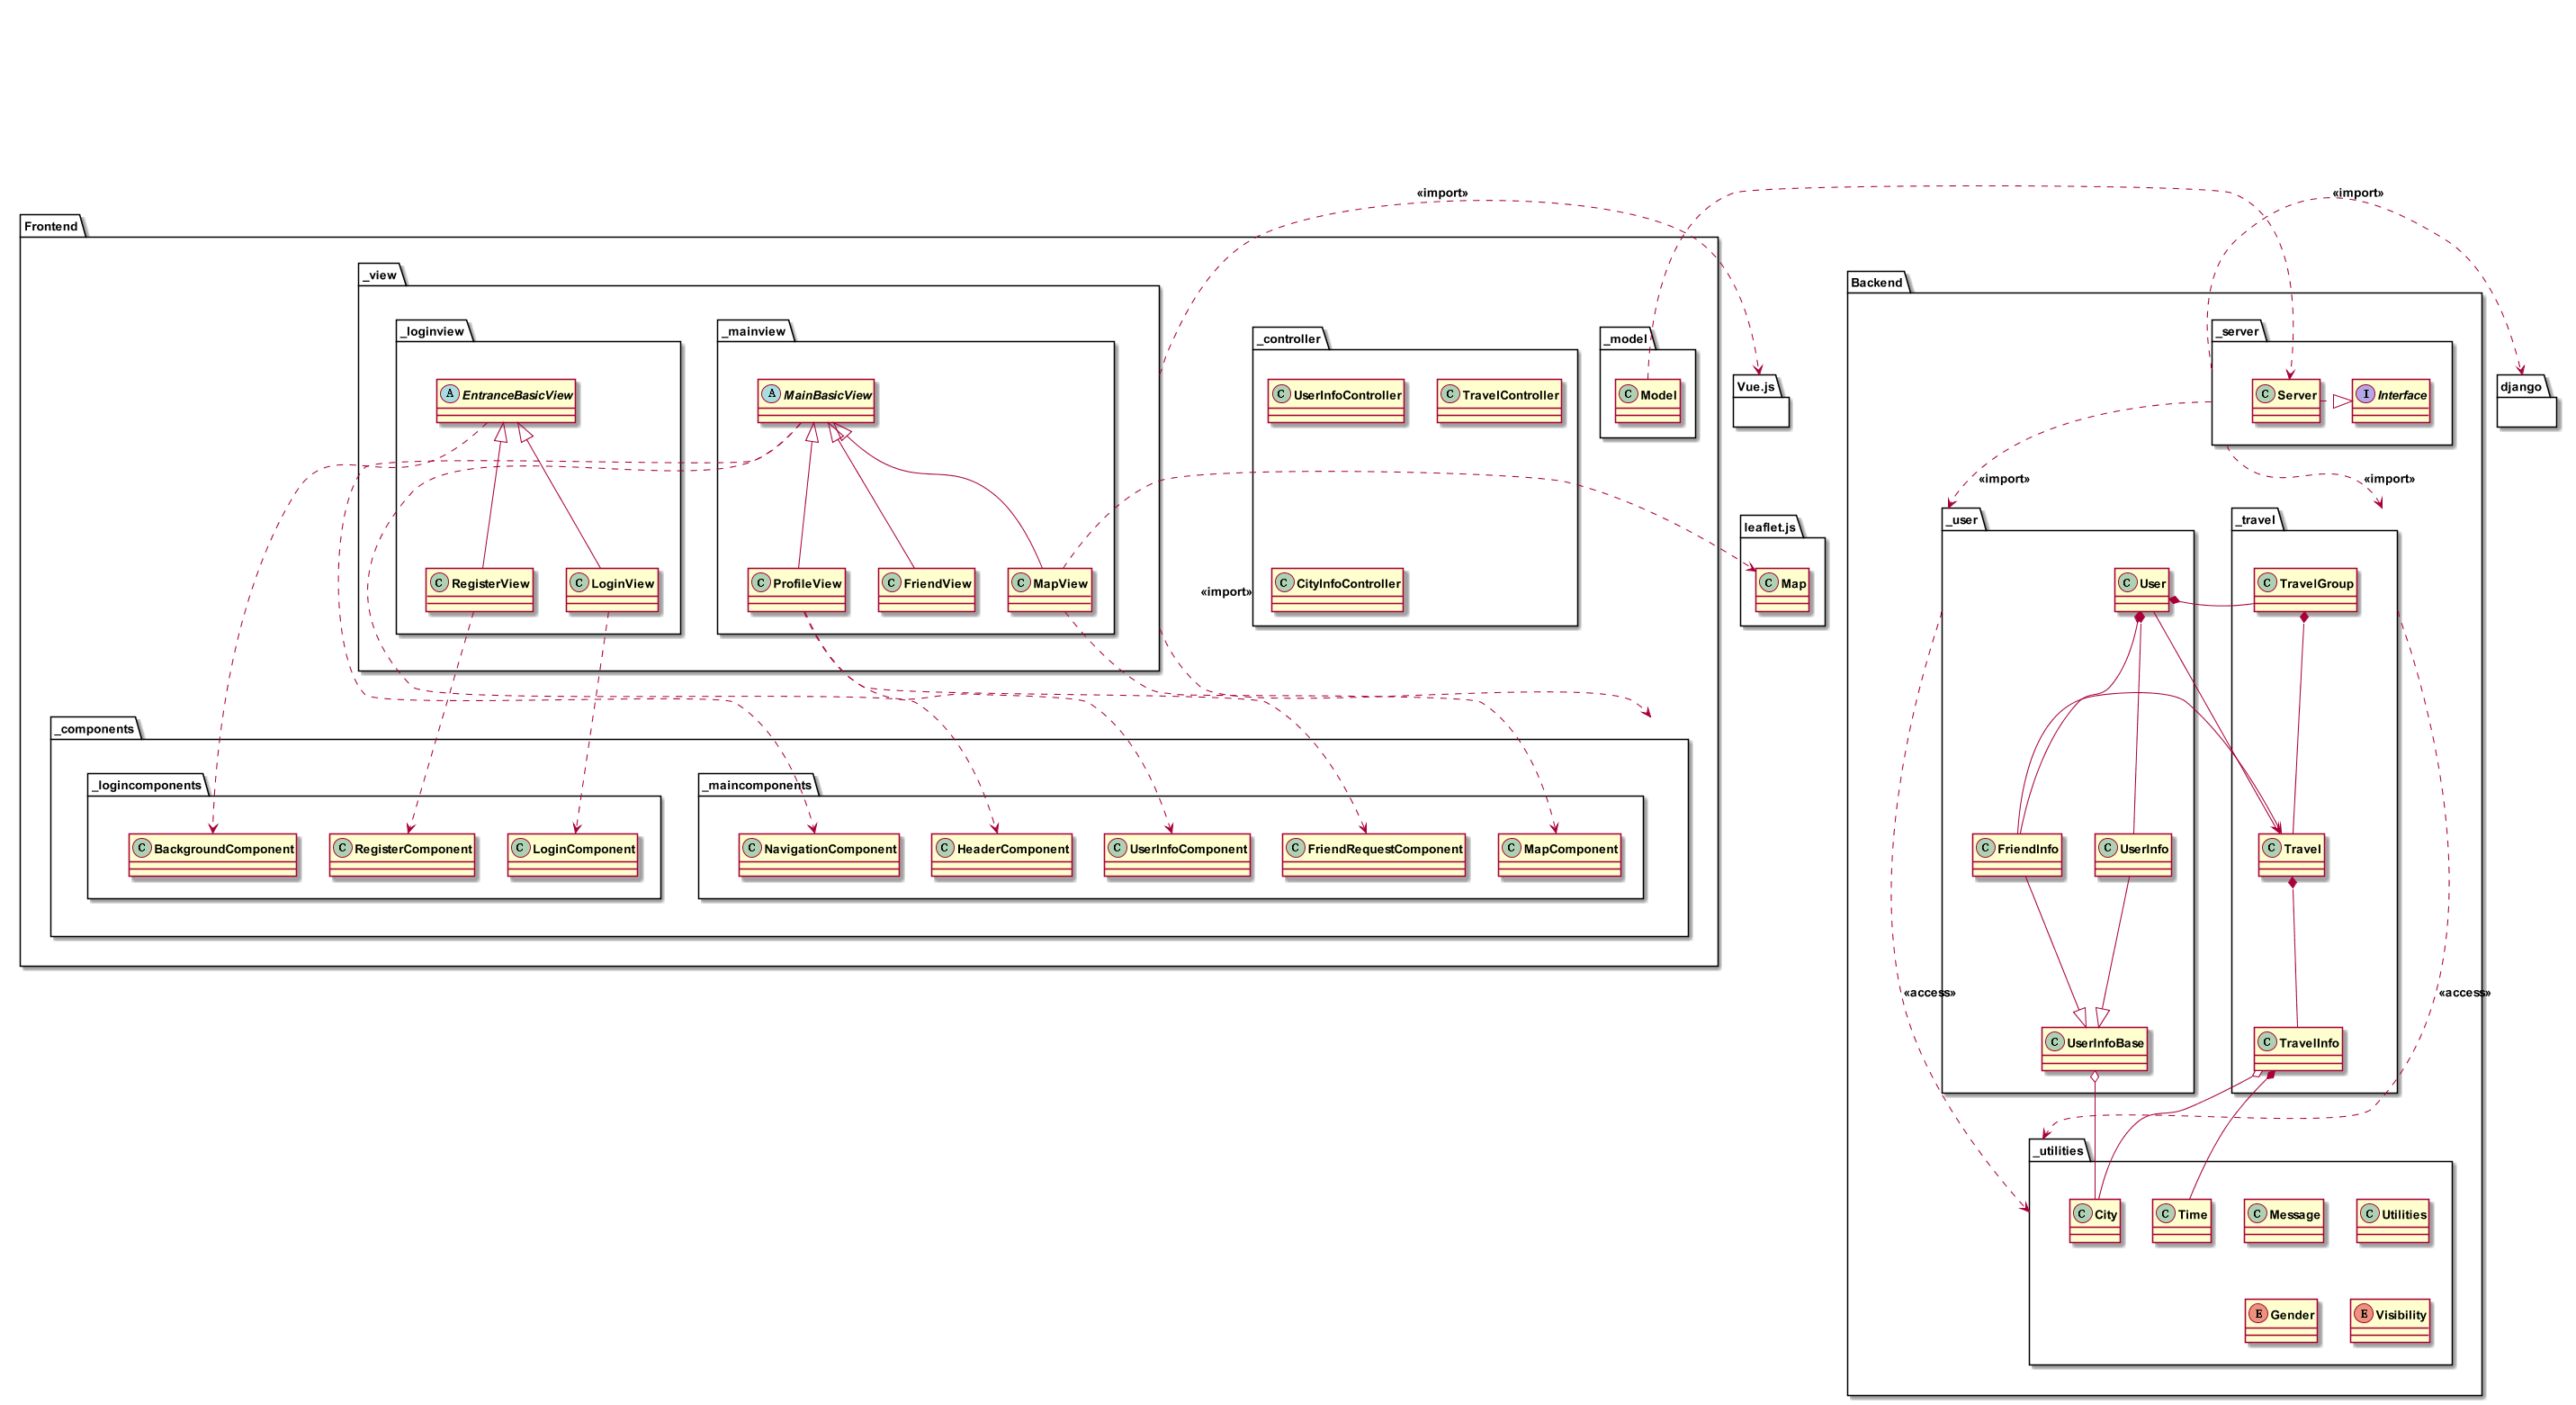 «import»
«import»
Frontend
_view
Backend
_loginview
_mainview
_controller
_model
_server
Vue.js
django
A EntranceBasicView
A MainBasicView
C UserInfoController
C TravelController
C Model
C Server
I Interface
«import»
«import»
_user
_travel
leaflet.js
C RegisterView
C LoginView
C ProfileView
C FriendView
C MapView
«import»
C CityInfoController
C Map
C User
C TravelGroup
_components
_logincomponents
_maincomponents
C BackgroundComponent
C RegisterComponent
C LoginComponent
C NavigationComponent
C HeaderComponent
C UserInfoComponent
C FriendRequestComponent
C MapComponent
C FriendInfo
C UserInfo
C Travel
«access»
«access»
C UserInfoBase
C TravelInfo
_utilities
C City
C Time
C Message
C Utilities
E Gender
E Visibility